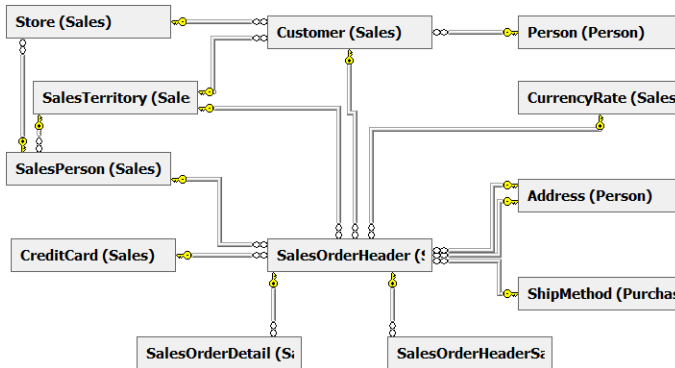 Store (Sales)
Customer (Sales)
Person (Person)
SalesTerritory (Sale
CurrencyRate (Sales
SalesPerson (Sales)
Address (Person)
CreditCard (Sales)
SalesOrderHeader (S
ShipMethod (Purchas
SalesOrderDetail (Sa
SalesOrderHeaderSa